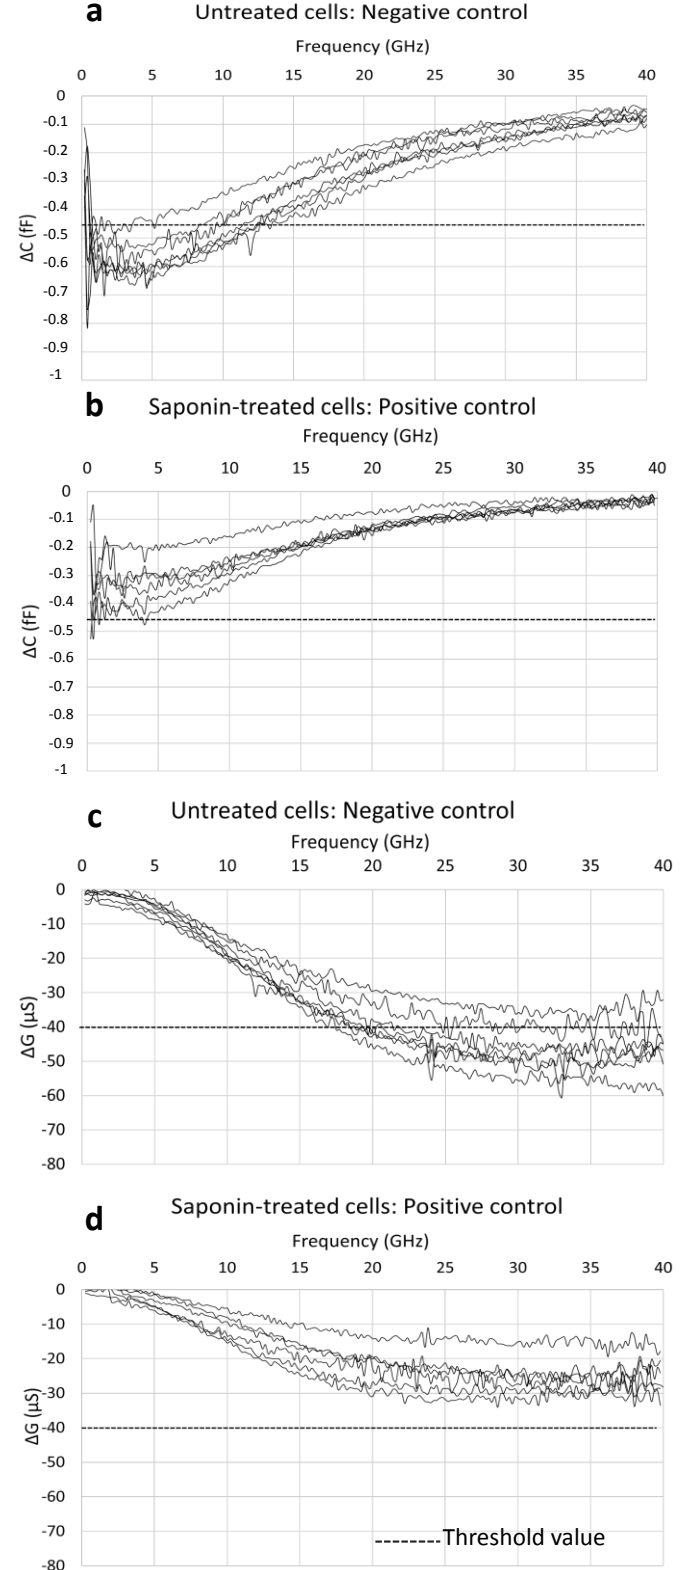 a
Untreated cells: Negative control
Frequency (GHz)
0 5 10 15 20 25 30 35 40
0
-0.1
-0.2
-0.3
-0.4
-0.5
-0.6
-0.7
-0.8
-0.9
-1
ΔC (fF)
b
Saponin-treated cells: Positive control
Frequency (GHz)
0 5 10 15 20 25 30 35 40
0
-0.1
-0.2
-0.3
-0.4
-0.5
-0.6
-0.7
-0.8
-0.9
-1
ΔC (fF)
c
Untreated cells: Negative control
Frequency (GHz)
0 5 10 15 20 25 30 35 40
0
-10
-20
-30
-40
-50
-60
-70
-80
ΔG (μS)
d
Saponin-treated cells: Positive control
Frequency (GHz)
0 5 10 15 20 25 30 35 40
0
-10
-20
-30
-40
-50
-60
-70
-80
ΔG (μS)
Threshold value